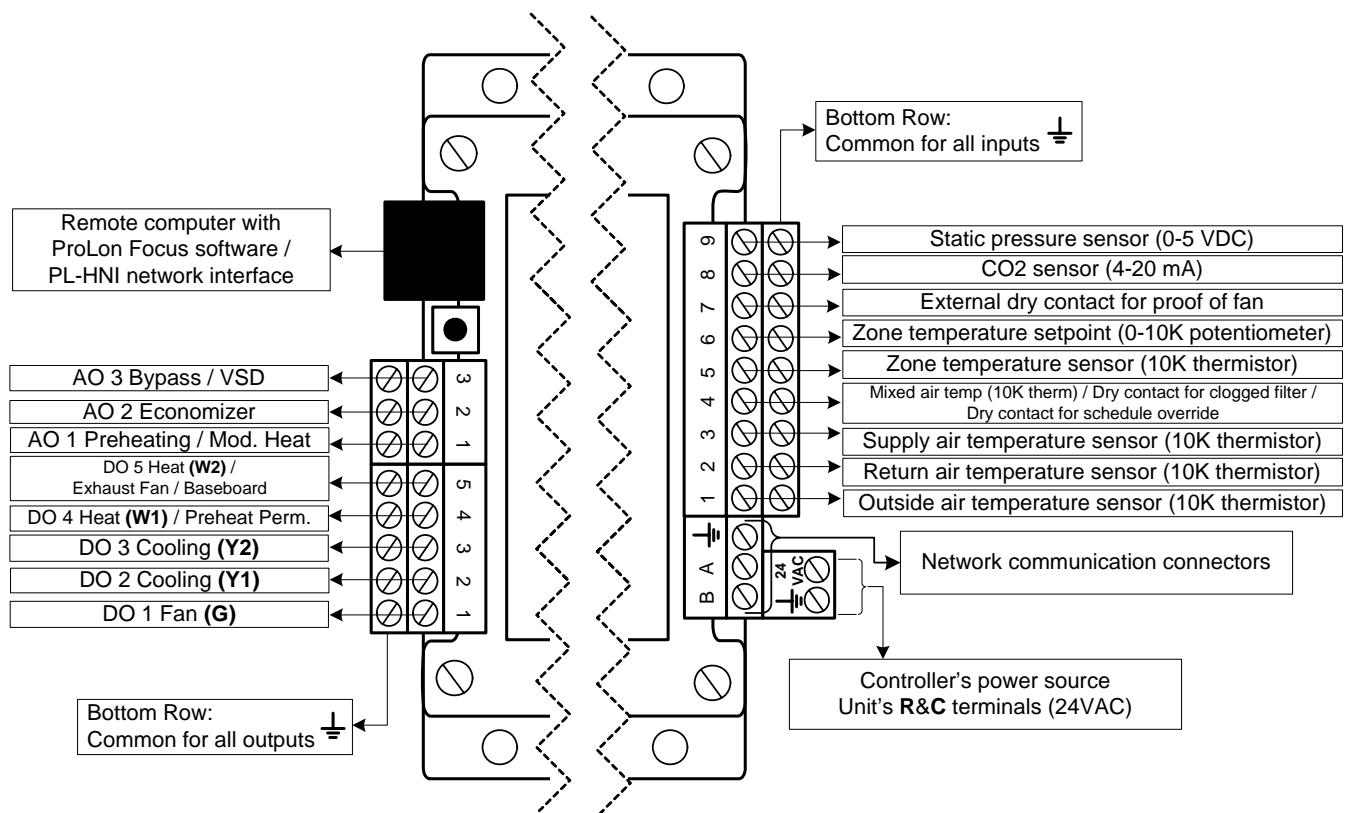 Bottom Row:
Common for all inputs
Remote computer with
ProLon Focus software /
PL-HNI network interface
AO 3 Bypass / VSD
AO 2 Economizer
AO 1 Preheating / Mod. Heat
DO 5 Heat (W2) /
Exhaust Fan / Baseboard
DO 4 Heat (W1) / Preheat Perm.
DO 3 Cooling (Y2)
DO 2 Cooling (Y1)
DO 1 Fan (G)
3
2
1
5
4
3
2
1
Bottom Row:
Common for all outputs
9
8
7
6
5
4
3
2
1
A
B
24
VAC
Static pressure sensor (0-5 VDC)
CO2 sensor (4-20 mA)
External dry contact for proof of fan
Zone temperature setpoint (0-10K potentiometer)
Zone temperature sensor (10K thermistor)
Mixed air temp (10K therm) / Dry contact for clogged filter /
Dry contact for schedule override
Supply air temperature sensor (10K thermistor)
Return air temperature sensor (10K thermistor)
Outside air temperature sensor (10K thermistor)
Network communication connectors
Controller's power source
Unit's R&C terminals (24VAC)